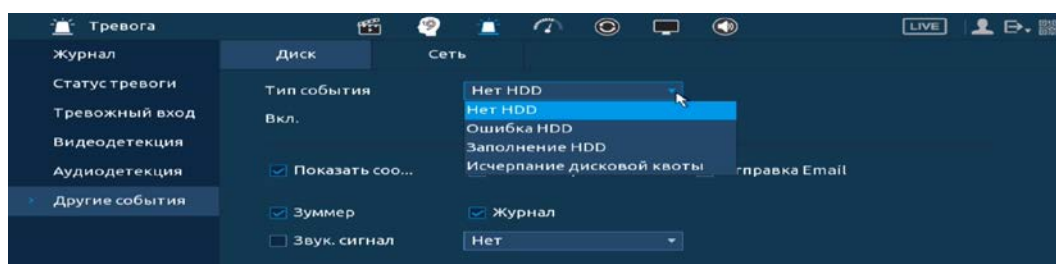 Тревога LIVE
Журнал Диск Сеть
Статус тревоги Тип события Нет HDD
Тревожный вход Вкл. Нет HDD
Ошибка HDD
Видеодетекция Заполнение HDD
Аудиодетекция Показать соо... Исчерпание дисковой квоты Email
Другие события
Зуммер Журнал
Звук. сигнал Нет